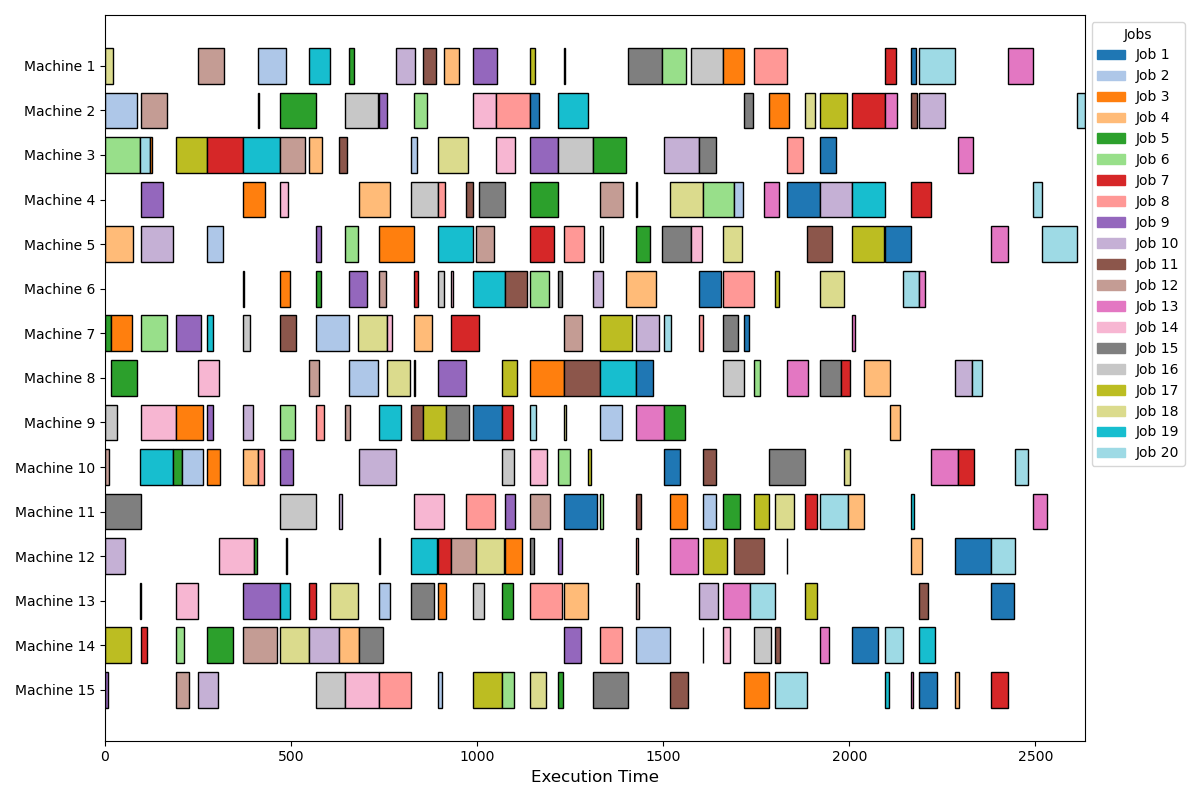 Machine 1
Machine 2
Machine 3
Machine 4
Machine 5
Machine 6
Machine 7
Machine 8
Machine 9
Machine 10
Machine 11
Machine 12
Machine 13
Machine 14
Machine 15
0 500 1000 1500 2000 2500
Execution Time
Jobs
Job 1
Job 2
Job 3
Job 4
Job 5
Job 6
Job 7
Job 8
Job 9
Job 10
Job 11
Job 12
Job 13
Job 14
Job 15
Job 16
Job 17
Job 18
Job 19
Job 20